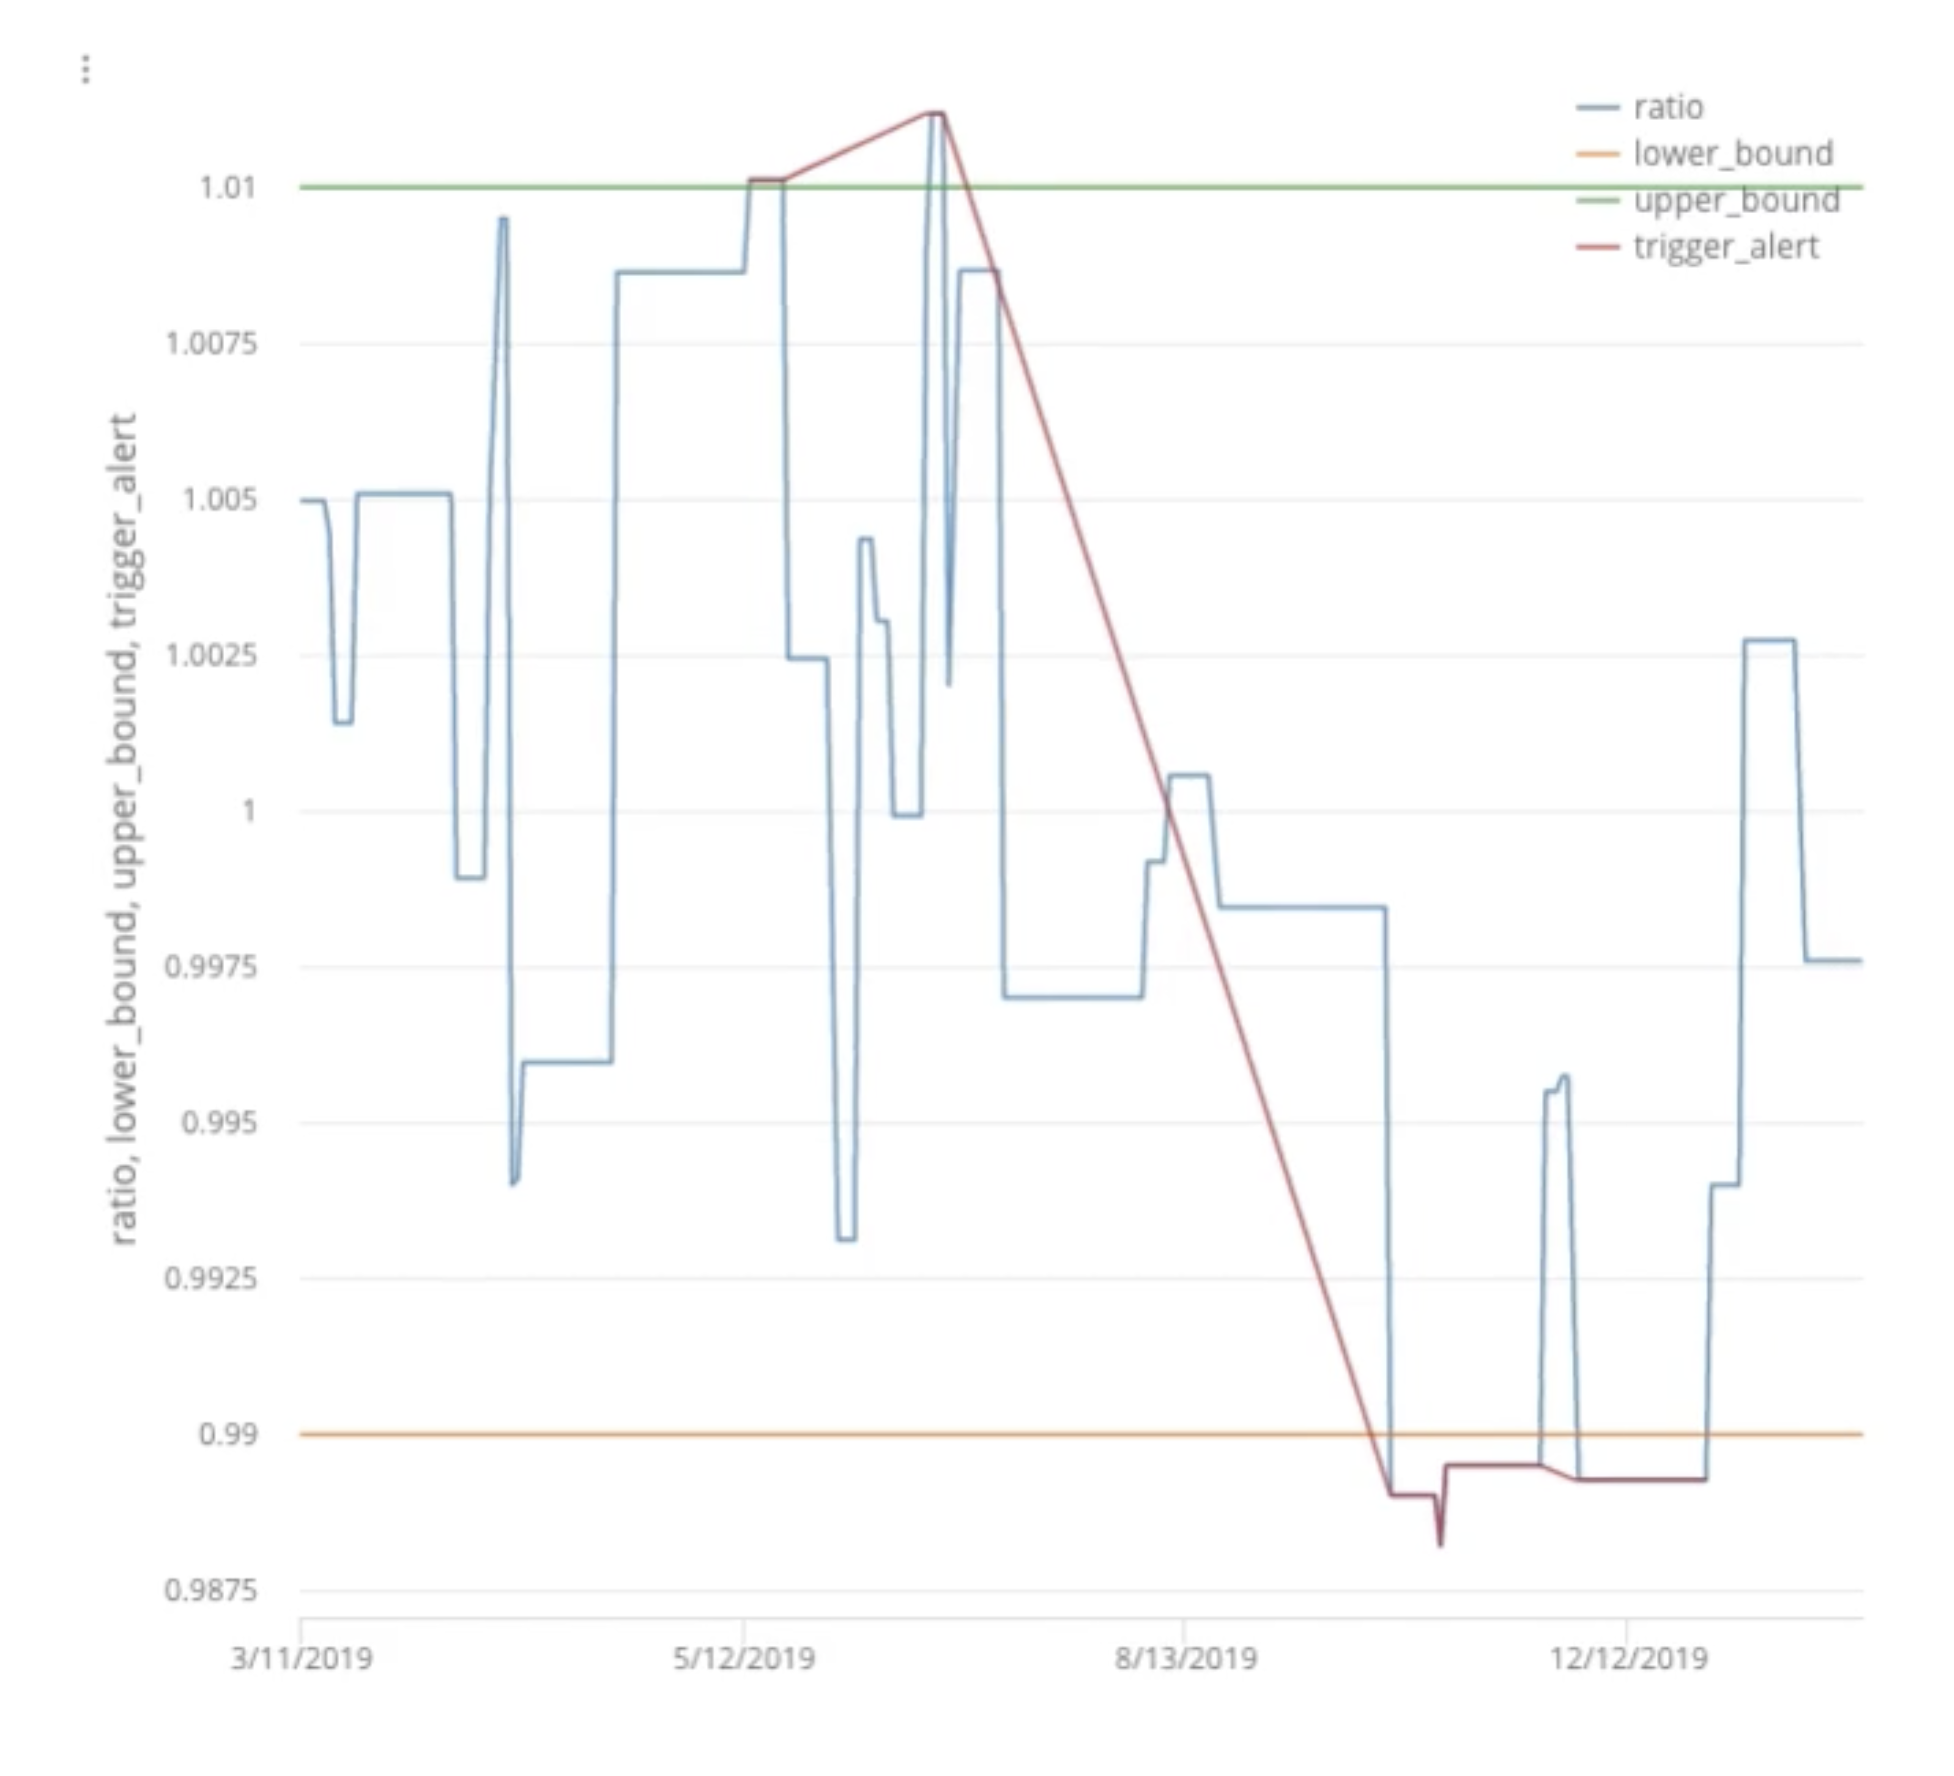 ratio
lower_bound
upper_bound
trigger_alert
ratio, lower_bound, upper_bound, trigger_alert
1.01
1.0075
1.005
1.0025
1
0.9975
0.995
0.9925
0.99
0.9875
3/11/2019
5/12/2019
8/13/2019
12/12/2019